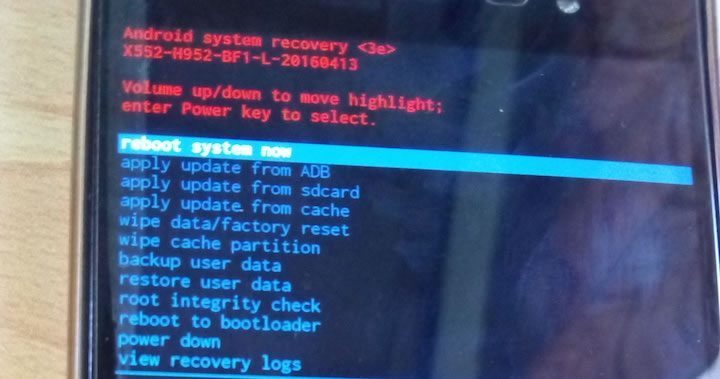 Android system recovery <3e>
X552-H952-BF1-L-20160413
Volume up/down to move highlight;
enter Power key to select.
reboot system now
apply update from ADB
apply update from sdcard
apply update from cache
wipe data/factory reset
wipe cache partition
backup user data
restore user data
root integrity check
reboot to bootloader
power down
view recovery logs